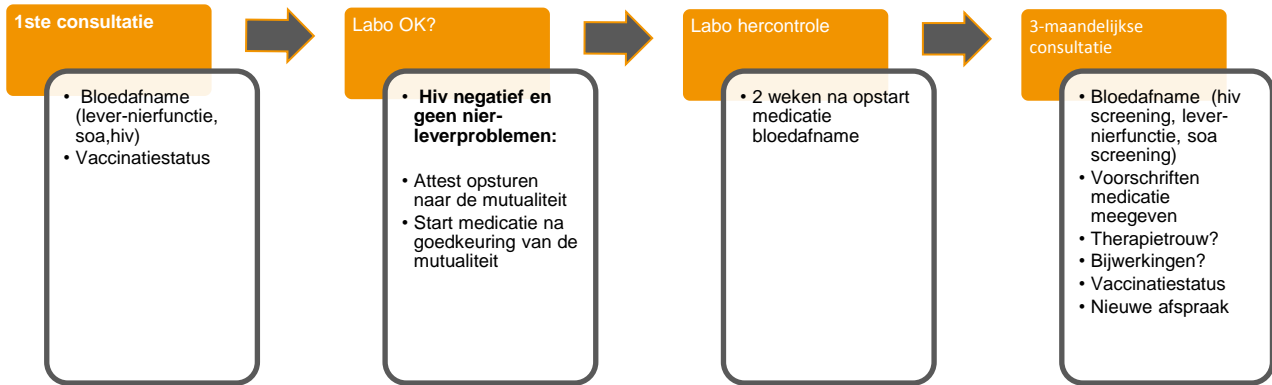 1ste consultatie
• Bloedafname
(lever-nierfunctie,
soa,hiv)
• Vaccinatiestatus
Labo OK?
• Hiv negatief en
geen nier-
leverproblemen:
• Attest opsturen
naar de mutualiteit
• Start medicatie na
goedkeuring van de
mutualiteit
Labo hercontrole
• 2 weken na opstart
medicatie
bloedafname
3-maandelijkse
consultatie
• Bloedafname (hiv
screening, lever-
nierfunctie, soa
screening)
• Voorschriften
medicatie
meegeven
• Therapietrouw?
• Bijwerkingen?
• Vaccinatiestatus
• Nieuwe afspraak